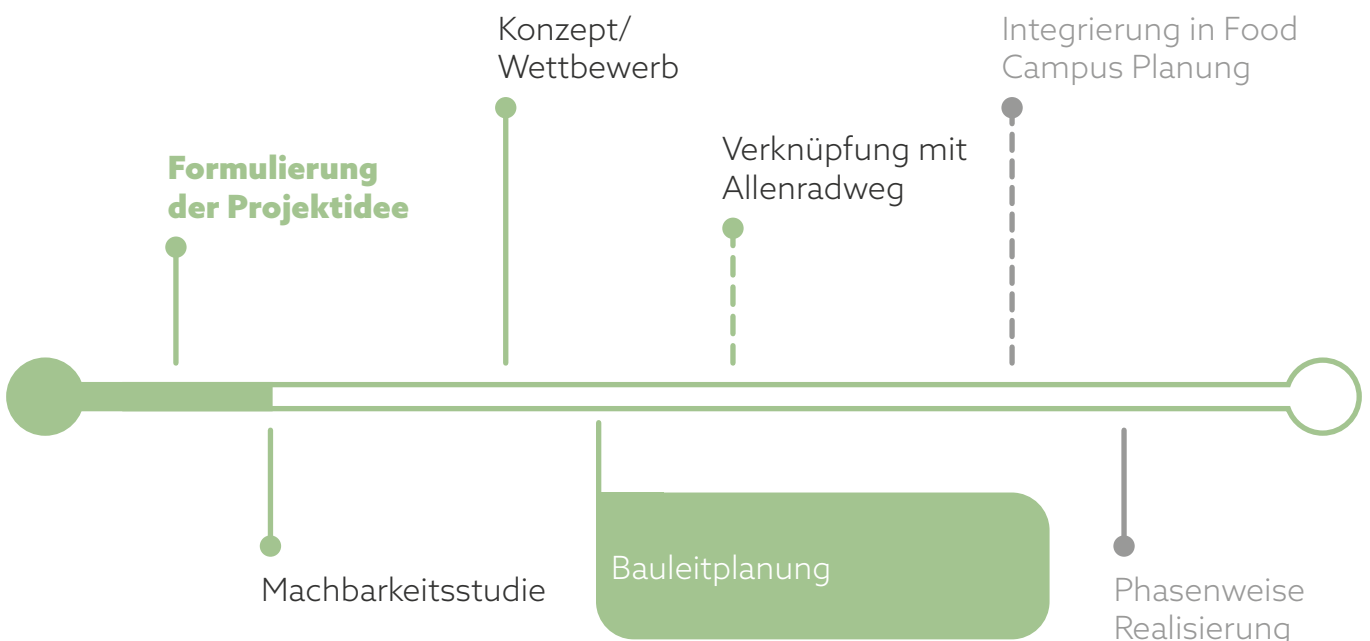 Konzept/
Wettbewerb
Integrierung in Food
Campus Planung
Formulierung
der Projektidee
Verknüpfung mit
Allenradweg
Machbarkeitsstudie
Bauleitplanung
Phasenweise
Realisierung